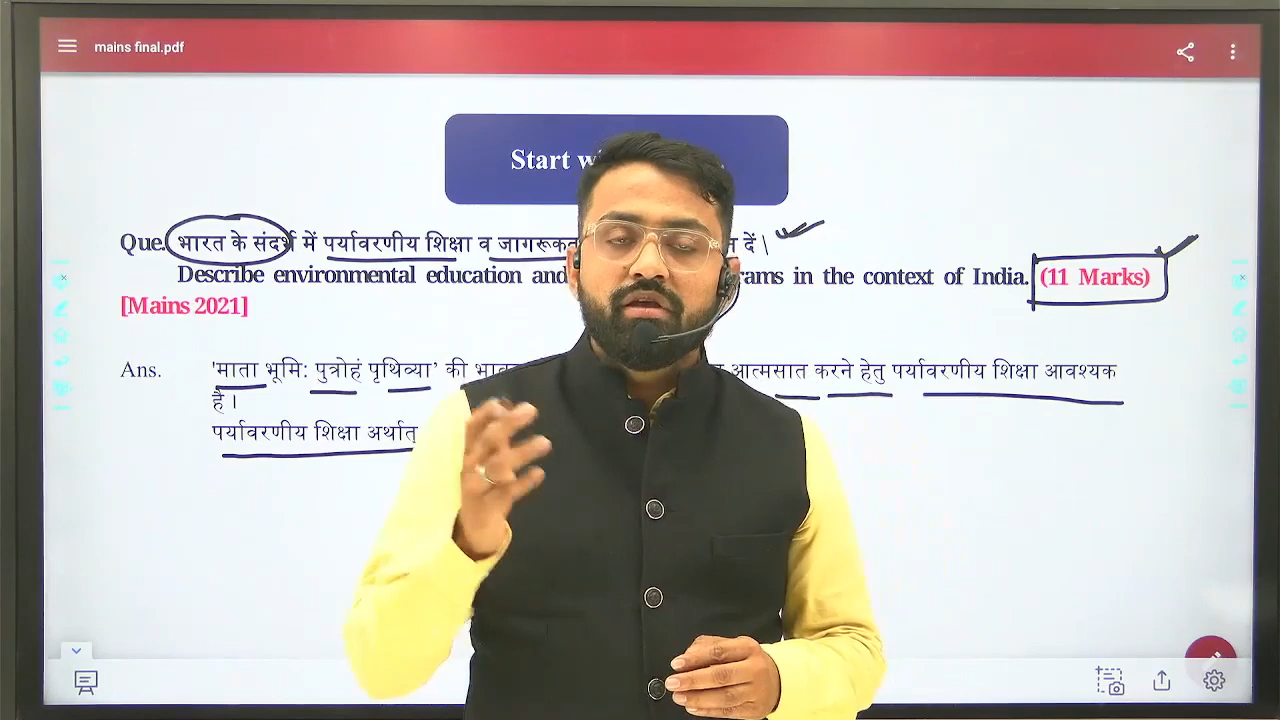 mains final.pdf
Start w
Que. भारत के संदर्भ में पर्यावरणीय शिक्षा व जागरूक दें।
Describe environmental education and rams in the context of India. (11 Marks)
[Mains 2021]
Ans. 'माता भूमि: पुत्रोहं पृथिव्या’ की आत्मसात करने हेतु पर्यावरणीय शिक्षा आवश्यक
है।
पर्यावरणीय शिक्षा अर्थात्